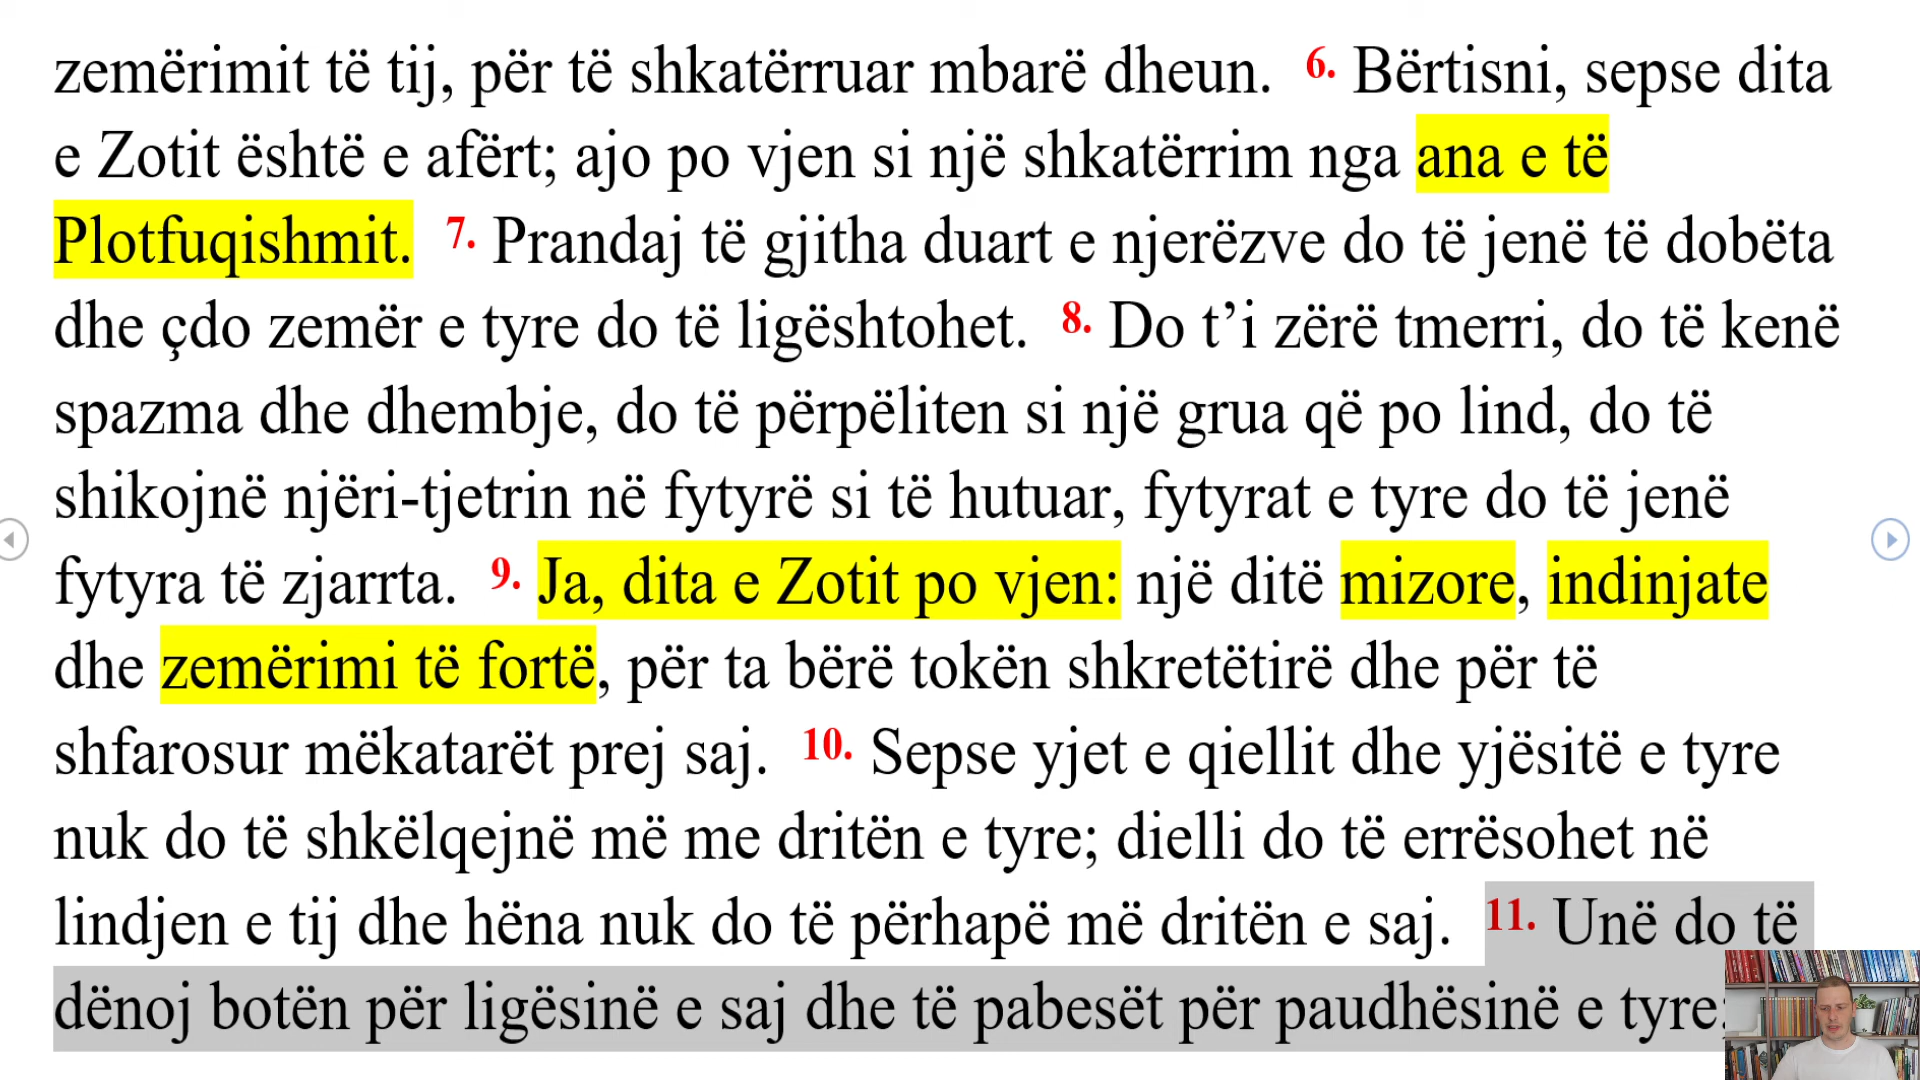 zemërimit të tij, për të shkatërruar mbarë dheun. 6. Bërtisni, sepse dita
e Zotit është e afërt; ajo po vjen si një shkatërrim nga ana e të
Plotfuqishmit. 7. Prandaj të gjitha duart e njerëzve do të jenë të dobëta
dhe çdo zemër e tyre do të ligështohet. 8. Do t’i zërë tmerri, do të kenë
spazma dhe dhembje, do të përpëliten si një grua që po lind, do të
shikojnë njëri-tjetrin në fytyrë si të hutuar, fytyrat e tyre do të jenë
fytyra të zjarrta. 9. Ja, dita e Zotit po vjen: një ditë mizore, indinjate
dhe zemërimi të fortë, për ta bërë tokën shkretëtirë dhe për të
shfarosur mëkatarët prej saj. 10. Sepse yjet e qiellit dhe yjësitë e tyre
nuk do të shkëlqejnë më me dritën e tyre; dielli do të errësohet në
lindjen e tij dhe hëna nuk do të përhapë më dritën e saj. 11. Unë do të
dënoj botën për ligësinë e saj dhe të pabesët për paudhësinë e tyre;